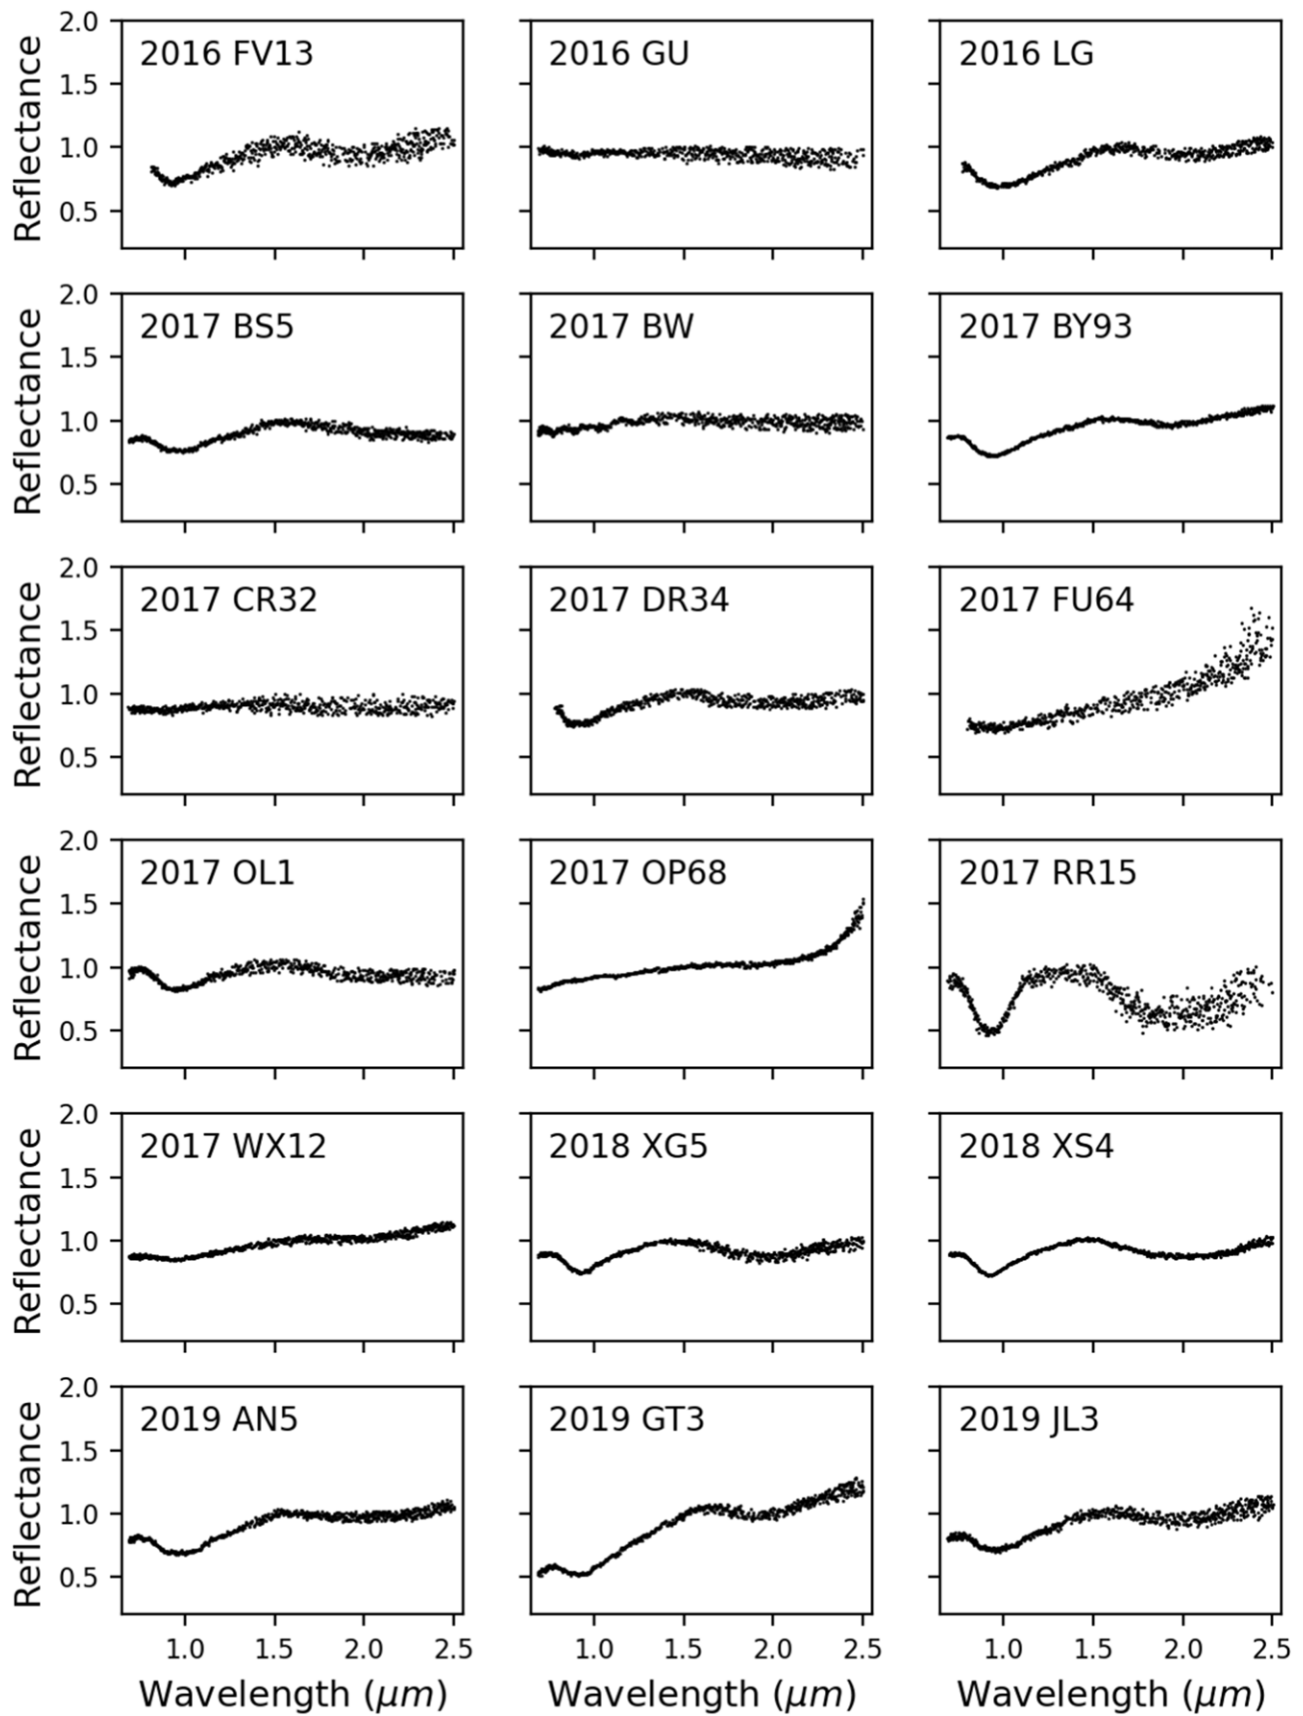 2.0
1.5
1.0
0.5
Reflectance
2016 FV13
2016 GU
2016 LG
2.0
1.5
1.0
0.5
Reflectance
2017 BS5
2017 BW
2017 BY93
2.0
1.5
1.0
0.5
Reflectance
2017 CR32
2017 DR34
2017 FU64
2.0
1.5
1.0
0.5
Reflectance
2017 OL1
2017 OP68
2017 RR15
2.0
1.5
1.0
0.5
Reflectance
2017 WX12
2018 XG5
2018 XS4
2.0
1.5
1.0
0.5
Reflectance
2019 AN5
2019 GT3
2019 JL3
1.0 1.5 2.0 2.5
1.0 1.5 2.0 2.5
1.0 1.5 2.0 2.5
Wavelength (μm)
Wavelength (μm)
Wavelength (μm)